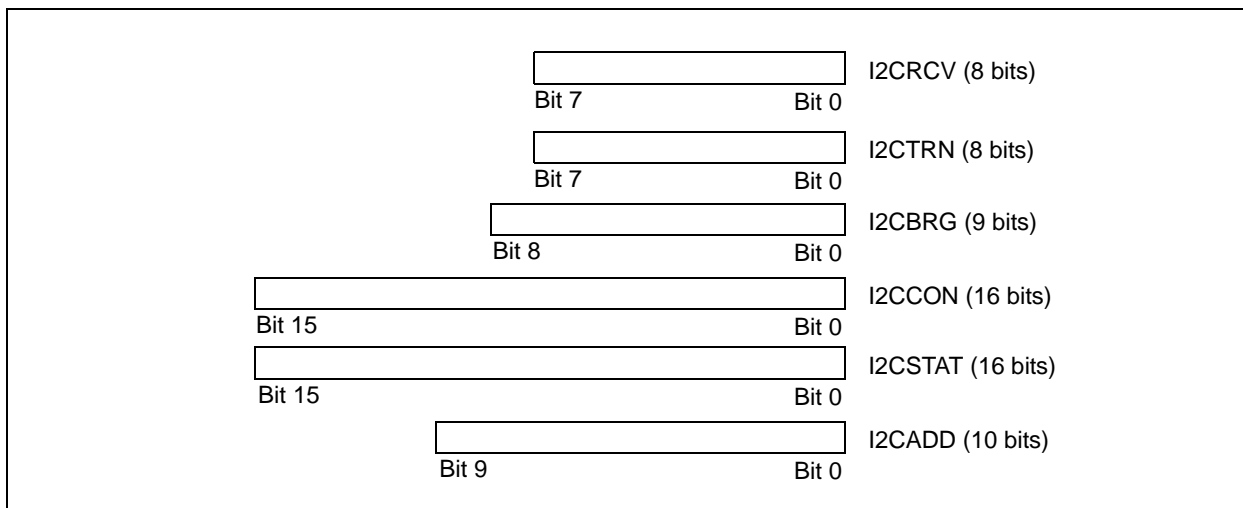 I2CRCV (8 bits)
Bit 7 Bit 0
I2CTRN (8 bits)
Bit 7 Bit 0
I2CBRG (9 bits)
Bit 8 Bit 0
I2CCON (16 bits)
Bit 15 Bit 0
I2CSTAT (16 bits)
Bit 15 Bit 0
I2CADD (10 bits)
Bit 9 Bit 0